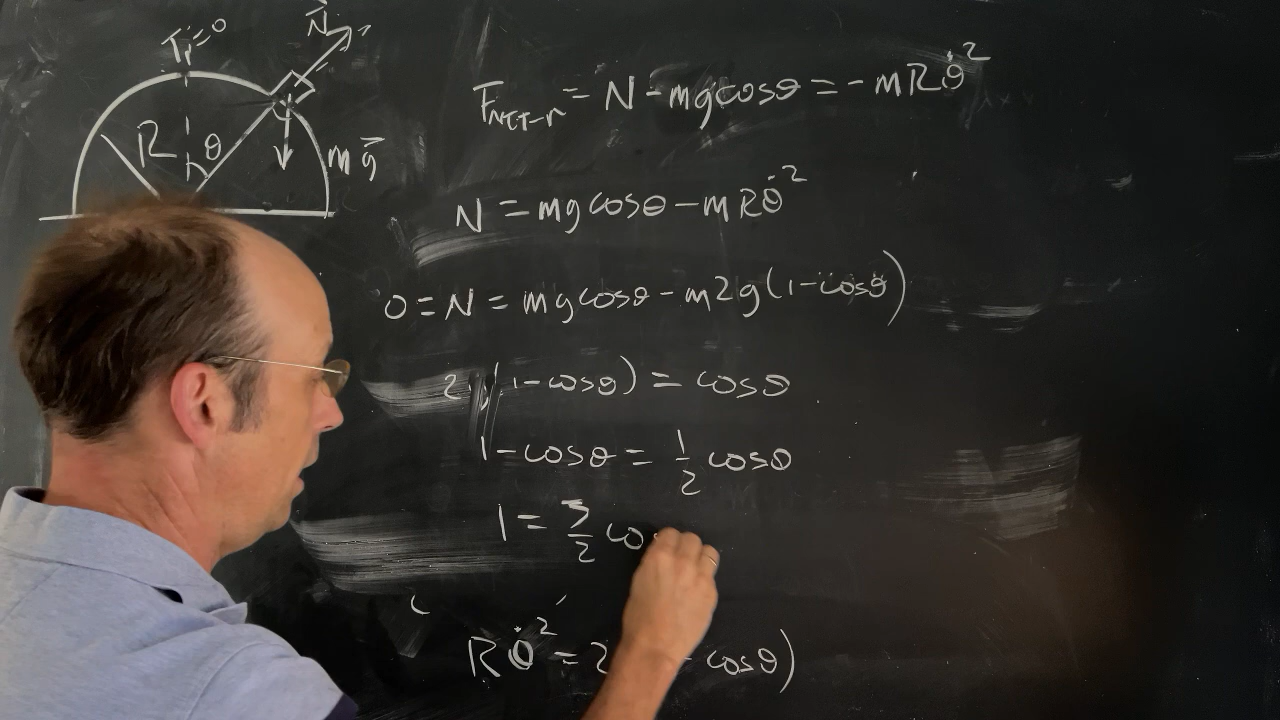 T_i = 0
N⃗
R θ
mg⃗
F_NET-r = N - mg cosθ = - mRθ̇²
N = mg cosθ - mRθ̇²
0 = N = mg cosθ - m2g(1 - cosθ)
2 (1 - cosθ) = cosθ
1 - cosθ = 1/2 cosθ
1 = 3/2 co
Rθ̇² = 2 - cosθ)